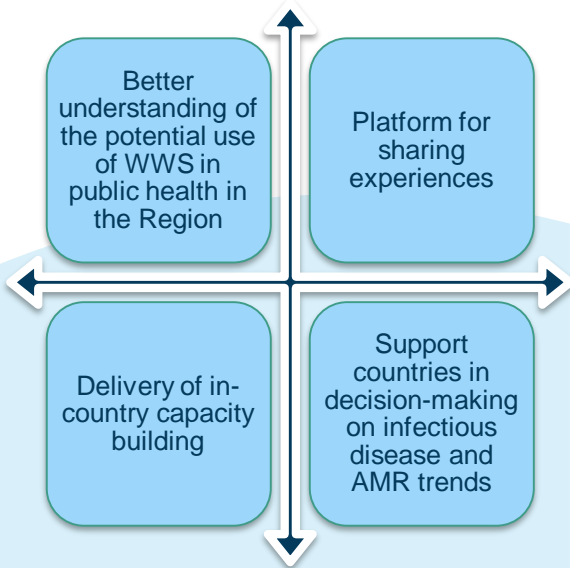 Better
understanding of
the potential use
of WWS in
public health in
the Region
Platform for
sharing
experiences
Delivery of in-
country capacity
building
Support
countries in
decision-making
on infectious
disease and
AMR trends